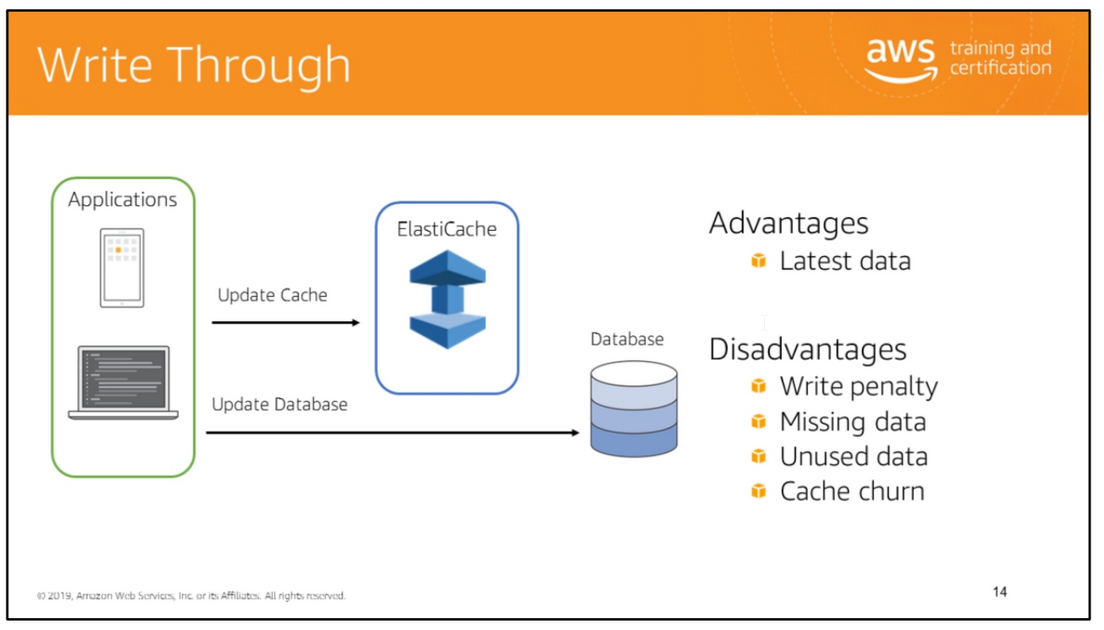 Write Through
aws training and
certification
Applications
ElastiCache
Update Cache
Update Database
Database
Advantages
Latest data
Disadvantages
Write penalty
Missing data
Unused data
Cache churn
© 2019, Amazon Web Services, Inc. or its Affiliates. All rights reserved.
14